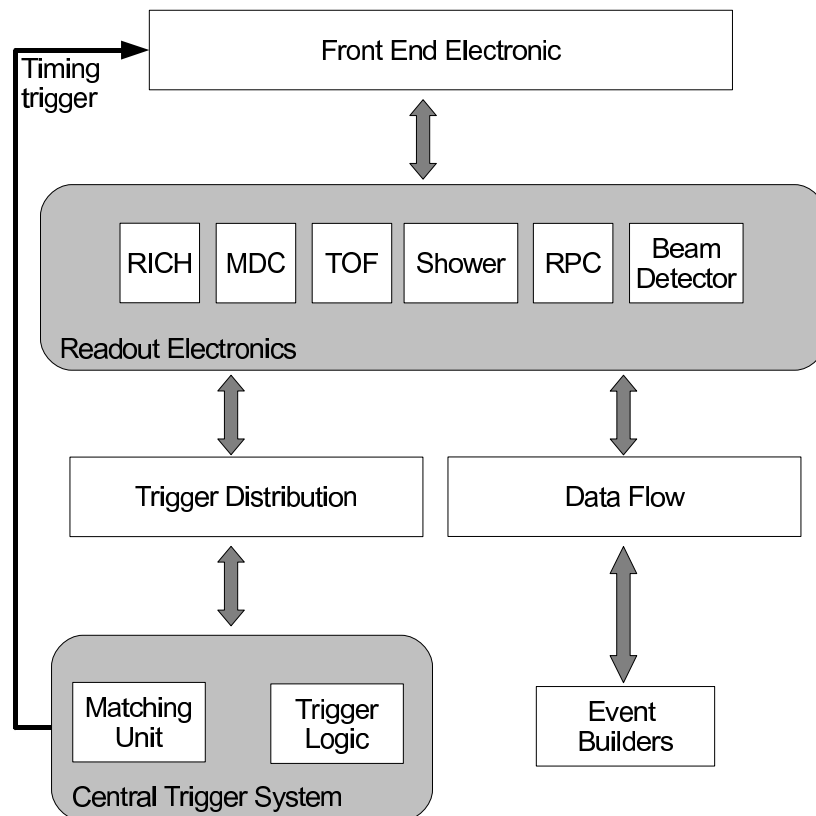 Front End Electronic
Timing
trigger
RICH
MDC
TOF
Shower
RPC
Beam
Detector
Readout Electronics
Trigger Distribution
Data Flow
Matching
Unit
Trigger
Logic
Central Trigger System
Event
Builders